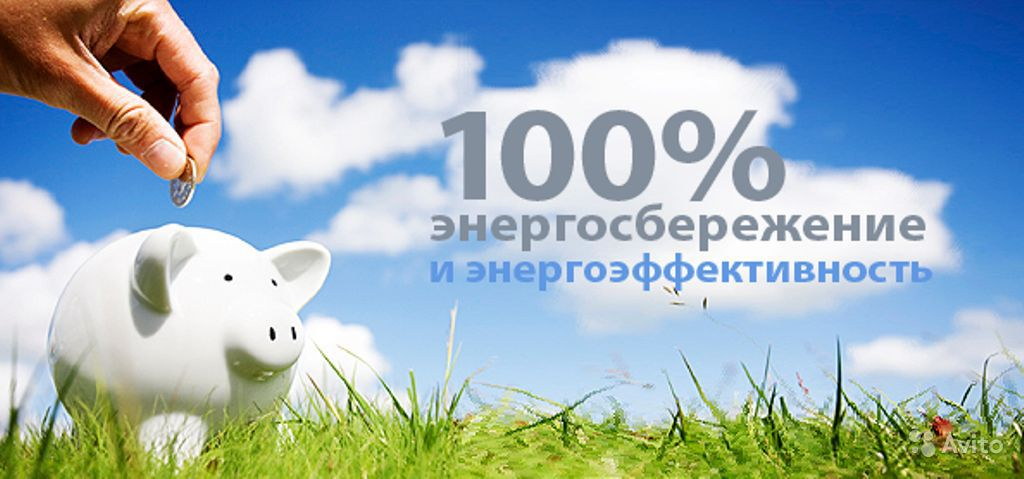 100%
энергосбережение
и энергоэффективность
Avito